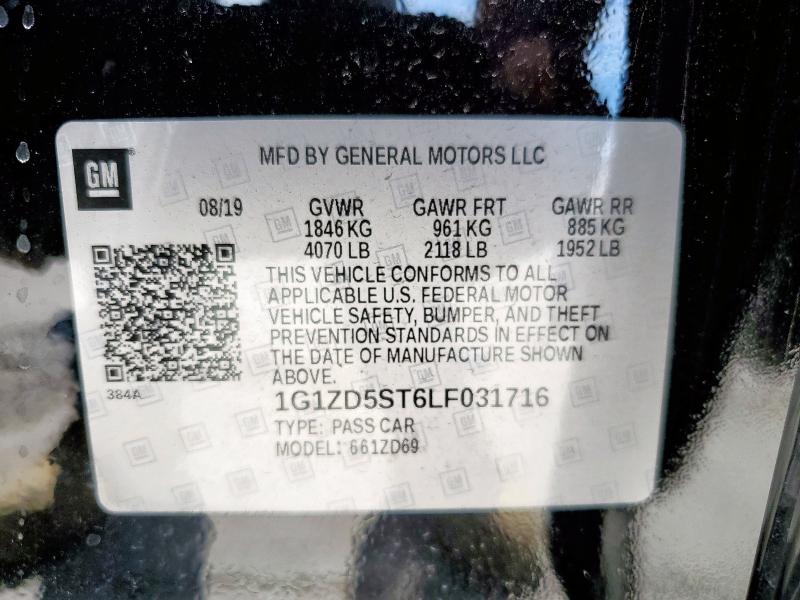 GM
MFD BY GENERAL MOTORS LLC
08/19 GVWR GAWR FRT GAWR RR
1846 KG 961 KG 885 KG
4070 LB 2118 LB 1952 LB
THIS VEHICLE CONFORMS TO ALL
APPLICABLE U.S. FEDERAL MOTOR
VEHICLE SAFETY, BUMPER, AND THEFT
PREVENTION STANDARDS IN EFFECT ON
THE DATE OF MANUFACTURE SHOWN
ABOVE.
384A
1G1ZD5ST6LF031716
TYPE: PASS CAR
MODEL: 661ZD69